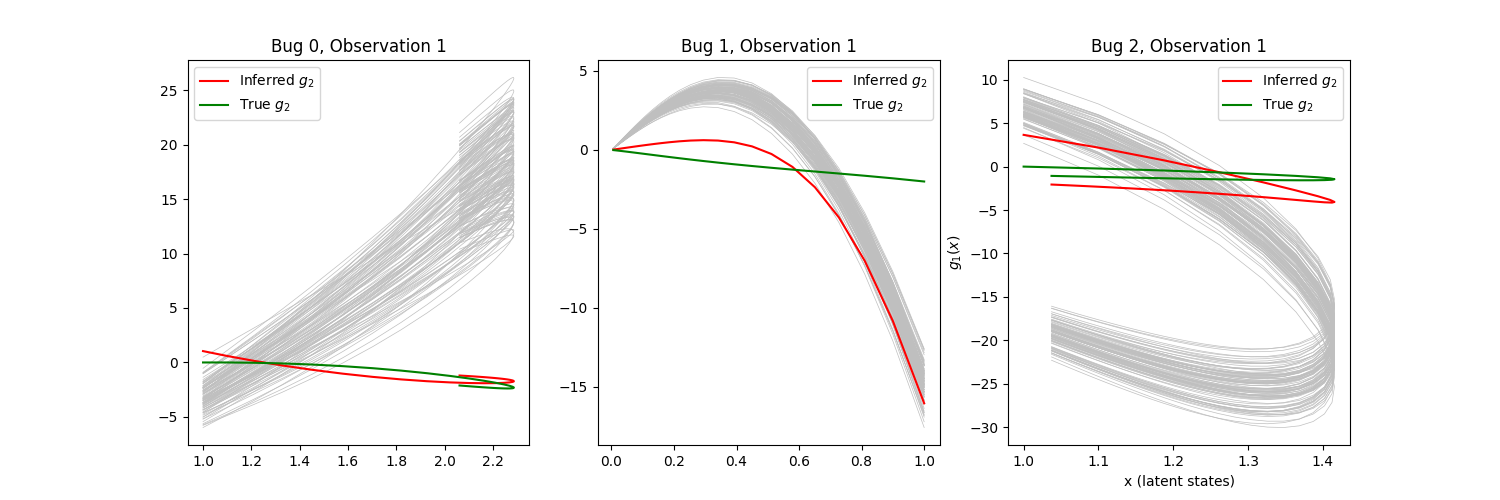 Bug 0, Observation 1
Inferred g₂
True g₂
25
20
15
10
5
0
−5
1.0 1.2 1.4 1.6 1.8 2.0 2.2
Bug 1, Observation 1
Inferred g₂
True g₂
5
0
−5
−10
−15
0.0 0.2 0.4 0.6 0.8 1.0
Bug 2, Observation 1
Inferred g₂
True g₂
10
5
0
−5
−10
−15
−20
−25
−30
g₁(x)
1.0 1.1 1.2 1.3 1.4
x (latent states)